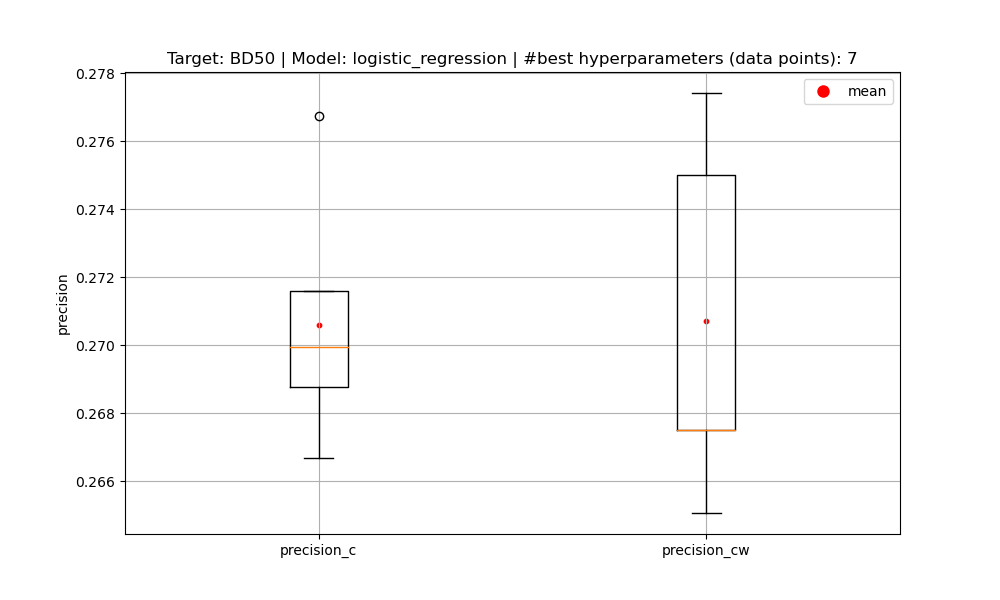 Target: BD50 | Model: logistic_regression | #best hyperparameters (data points): 7
mean
precision
0.278
0.276
0.274
0.272
0.270
0.268
0.266
precision_c
precision_cw